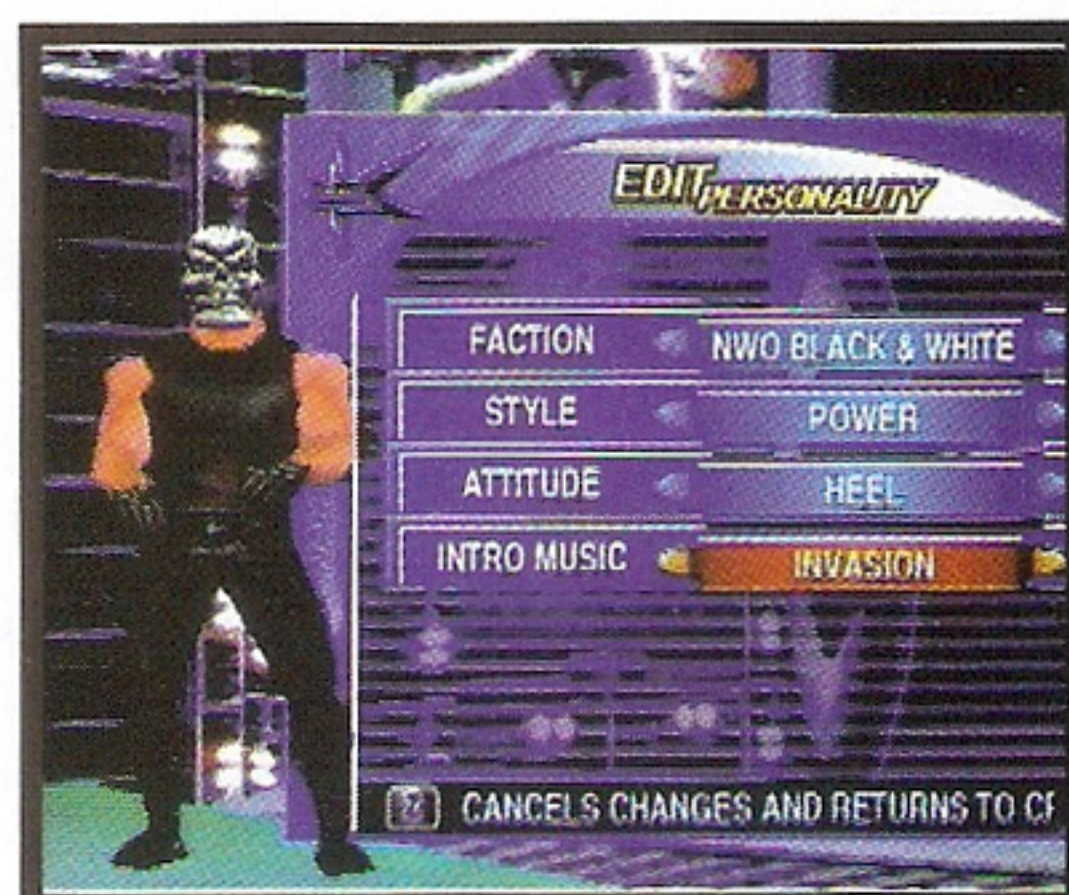 EDIT PERSONALITY
FACTION NWO BLACK & WHITE
STYLE POWER
ATTITUDE HEEL
INTRO MUSIC INVASION
Z CANCELS CHANGES AND RETURNS TO